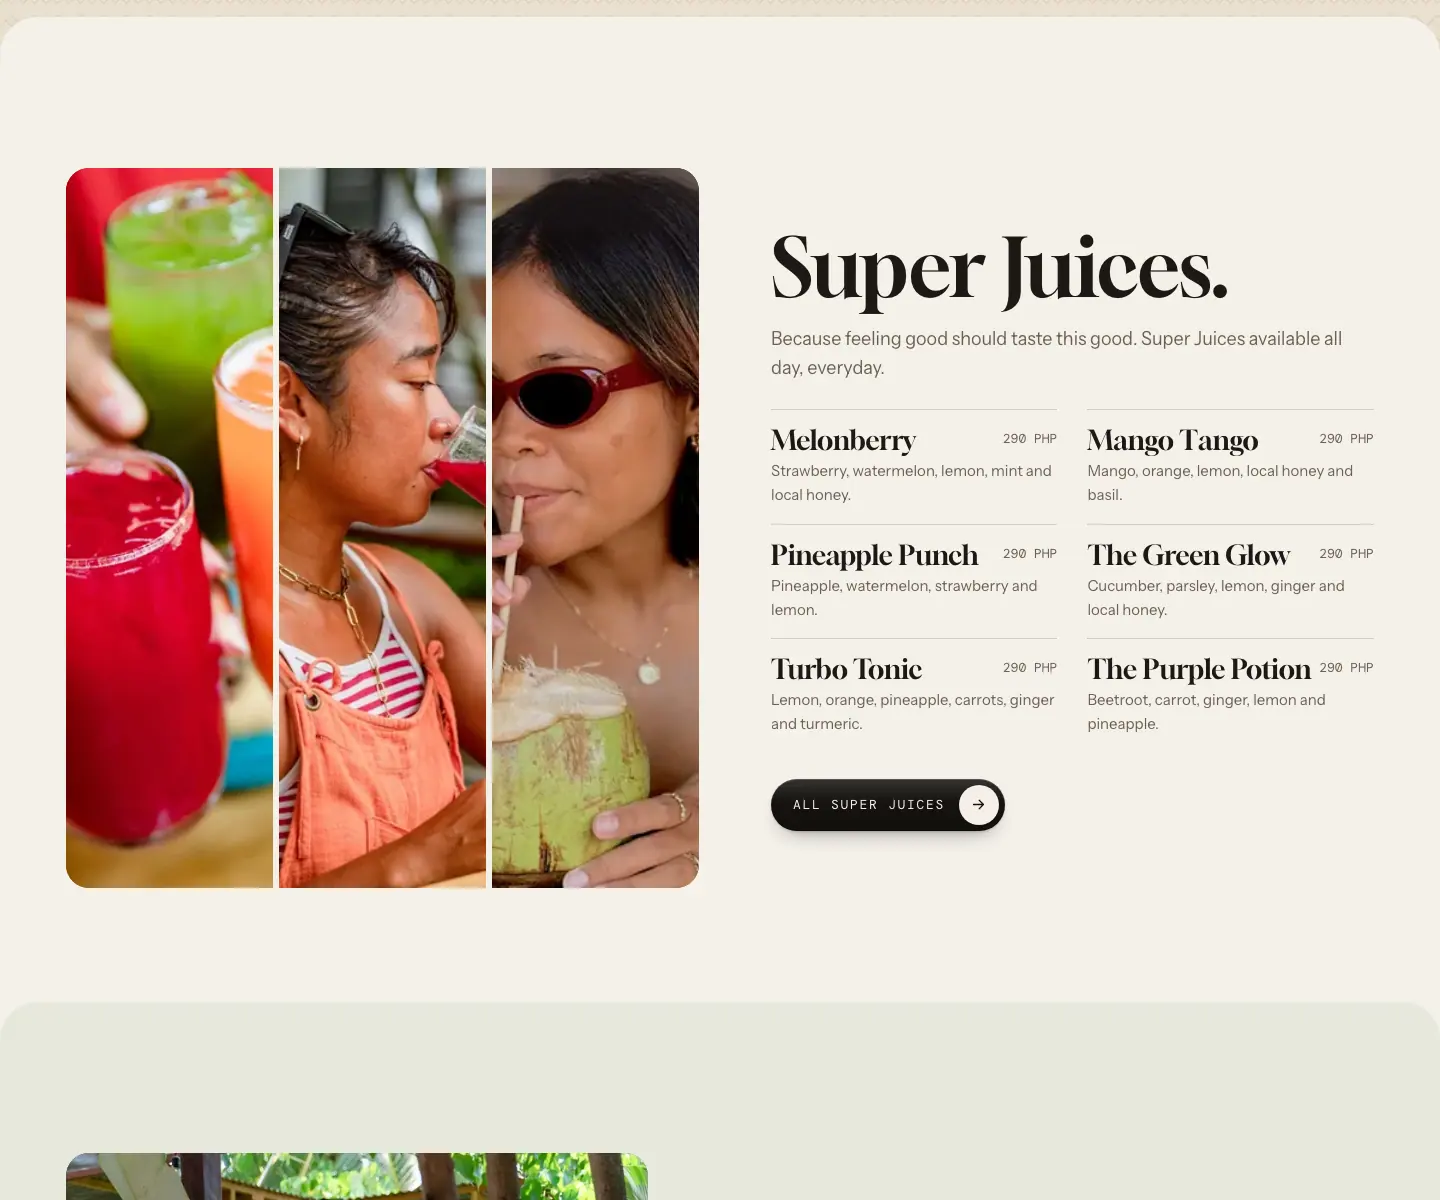 Super Juices.
Because feeling good should taste this good. Super Juices available all
day, everyday.
Melonberry 290 PHP
Strawberry, watermelon, lemon, mint and
local honey.
Mango Tango 290 PHP
Mango, orange, lemon, local honey and
basil.
Pineapple Punch 290 PHP
Pineapple, watermelon, strawberry and
lemon.
The Green Glow 290 PHP
Cucumber, parsley, lemon, ginger and
local honey.
Turbo Tonic 290 PHP
Lemon, orange, pineapple, carrots, ginger
and turmeric.
The Purple Potion 290 PHP
Beetroot, carrot, ginger, lemon and
pineapple.
ALL SUPER JUICES